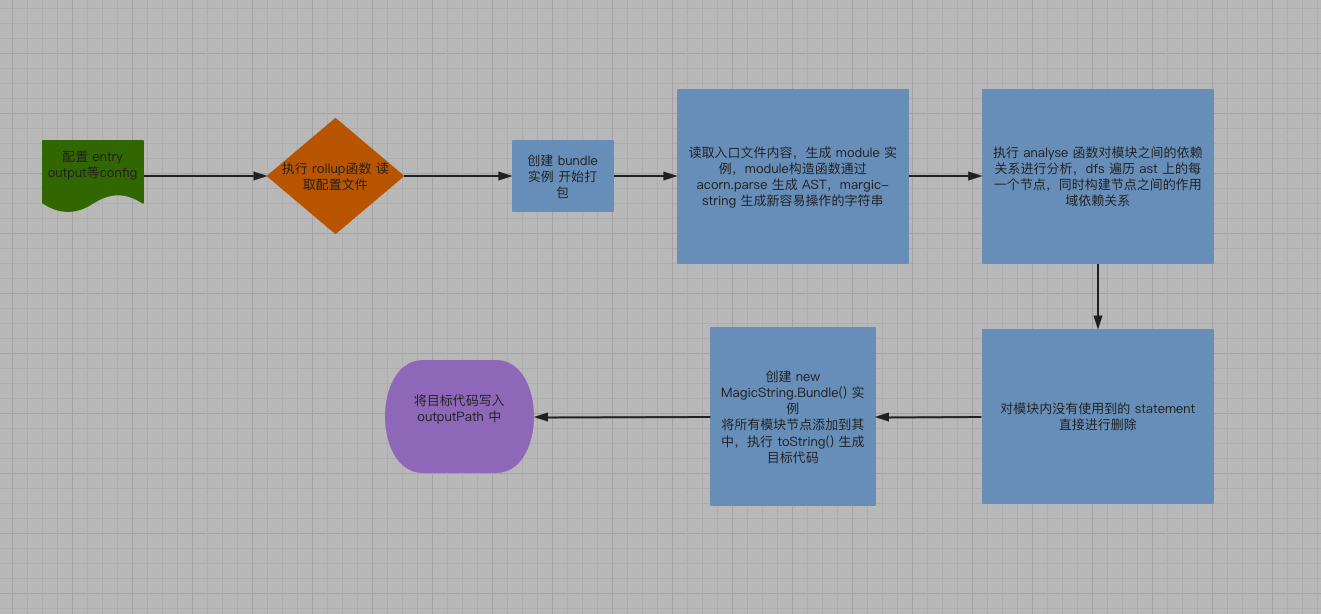 配置 entry
output等config
执行 rollup函数 读
取配置文件
创建 bundle
实例 开始打
包
读取入口文件内容，生成 module 实
例，module构造函数通过
acorn.parse 生成 AST，margic-
string 生成新容易操作的字符串
执行 analyse 函数对模块之间的依赖
关系进行分析，dfs 遍历 ast 上的每
一个节点，同时构建节点之间的作用
域依赖关系
对模块内没有使用到的 statement
直接进行删除
创建 new
MagicString.Bundle() 实
例
将所有模块节点添加到其
中，执行 toString() 生成
目标代码
将目标代码写入
outputPath 中